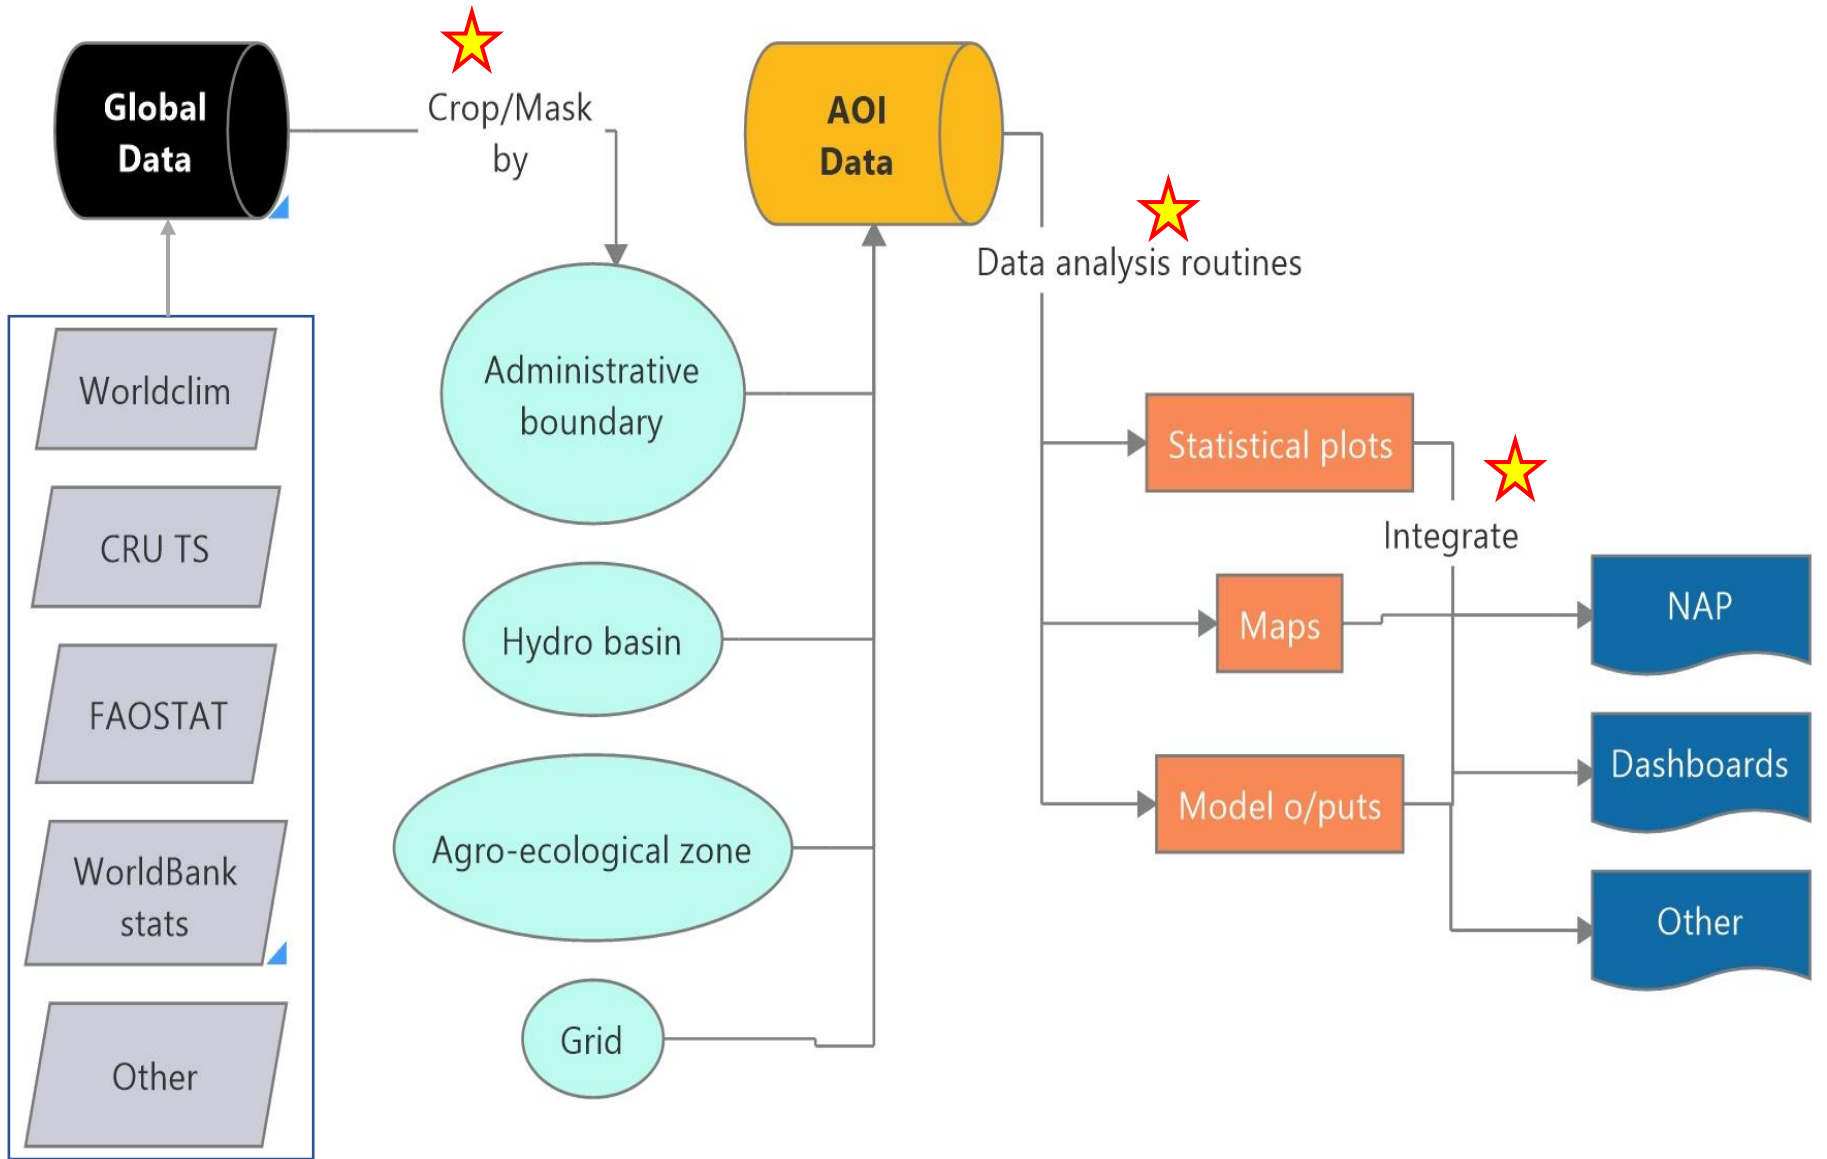 Global
Data
Crop/Mask
by
AOI
Data
Data analysis routines
Worldclim
CRU TS
FAOSTAT
WorldBank
stats
Other
Administrative
boundary
Hydro basin
Agro-ecological zone
Grid
Statistical plots
Maps
Model o/puts
Integrate
NAP
Dashboards
Other